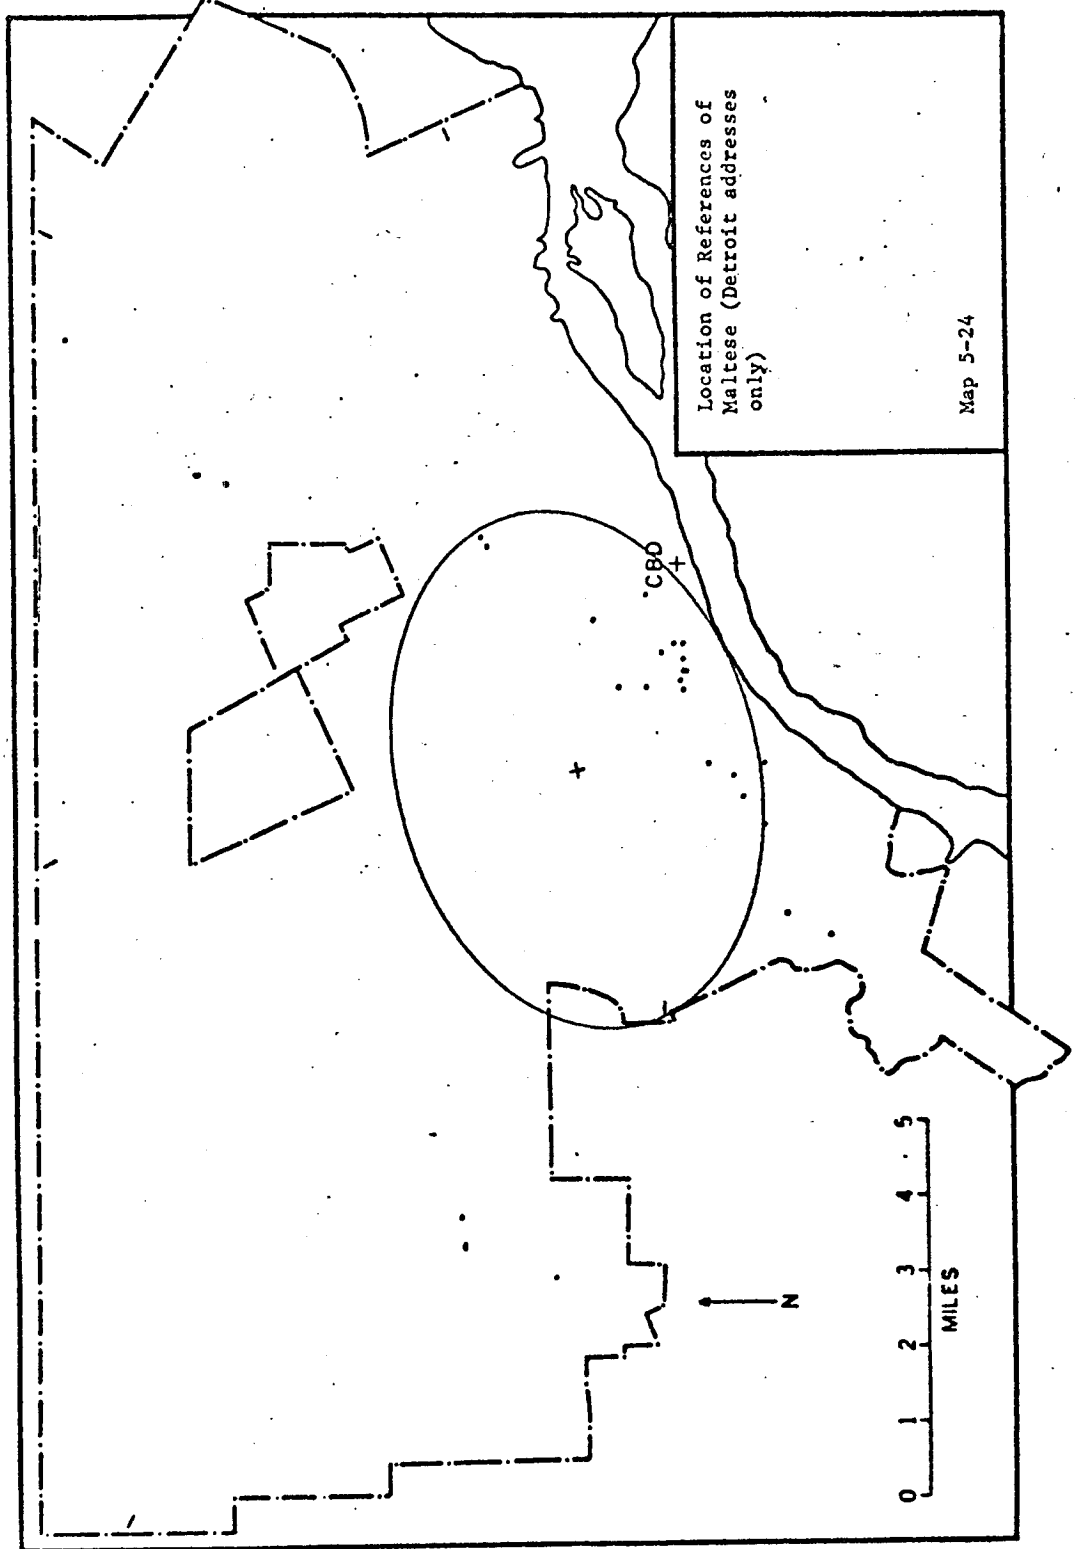 Location of References of
Maltese (Detroit addresses
only)
Map 5-24
CBD
N
0 1 2 3 4 5
MILES